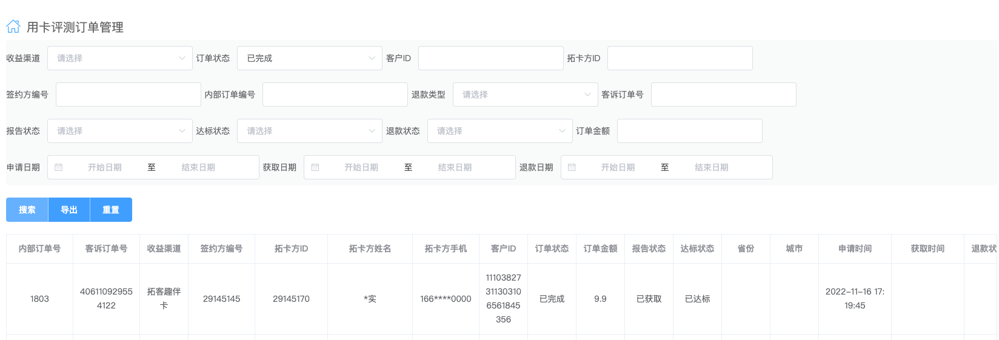 用卡评测订单管理
收益渠道 请选择 订单状态 已完成 客户ID 拓卡方ID
签约方编号 内部订单编号 退款类型 请选择 客诉订单号
报告状态 请选择 达标状态 请选择 退款状态 请选择 订单金额
申请日期 开始日期 至 结束日期 获取日期 开始日期 至 结束日期 退款日期 开始日期 至 结束日期
搜索 导出 重置
内部订单号 客诉订单号 收益渠道 签约方编号 拓卡方ID 拓卡方姓名 拓卡方手机 客户ID 订单状态 订单金额 报告状态 达标状态 省份 城市 申请时间 获取时间 退款状
11103827
40611092955 拓客趣伴 31130310 2022-11-16 17:
1803 29145145 29145170 *实 166****0000 已完成 9.9 已获取 已达标
4122 卡 6561845 19:45
356